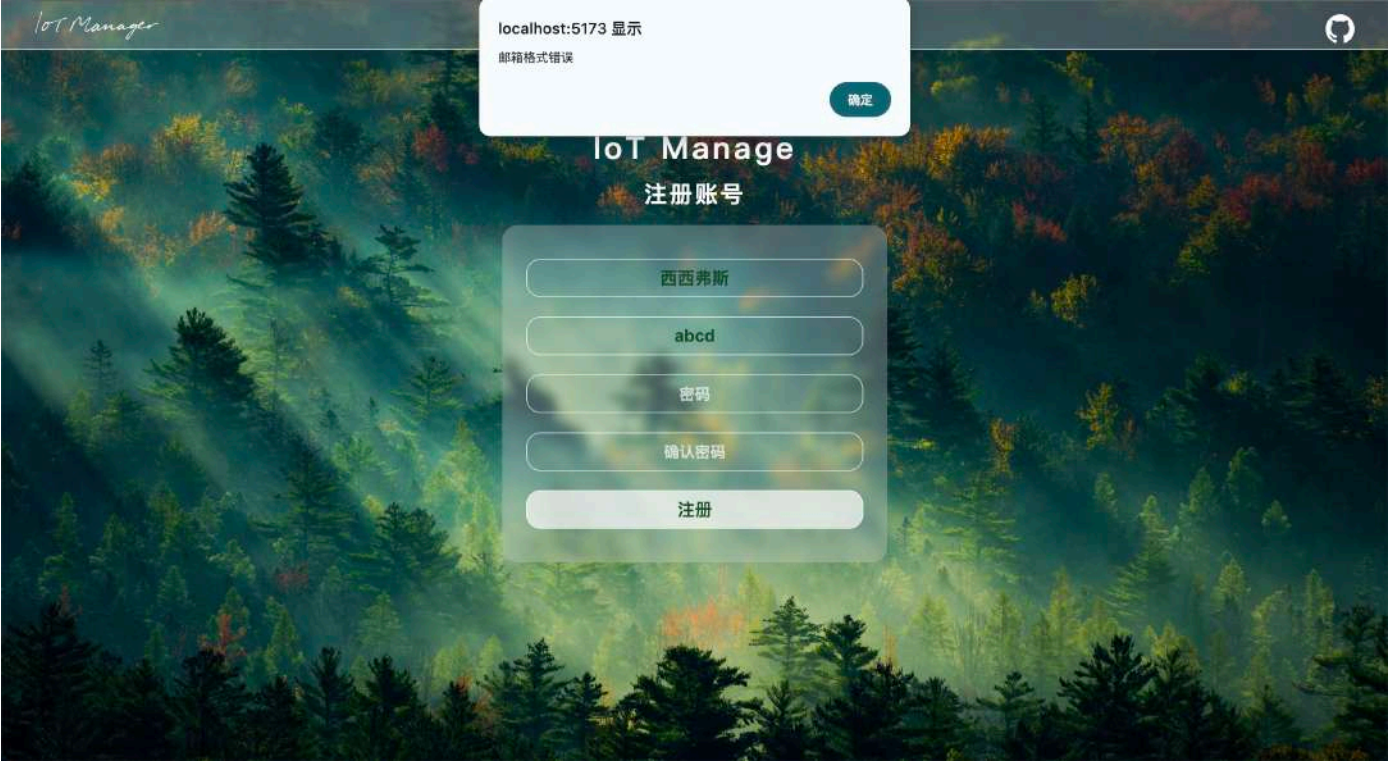 IoT Manager
localhost:5173 显示
邮箱格式错误
确定
IoT Manage
注册账号
西西弗斯
abcd
密码
确认密码
注册